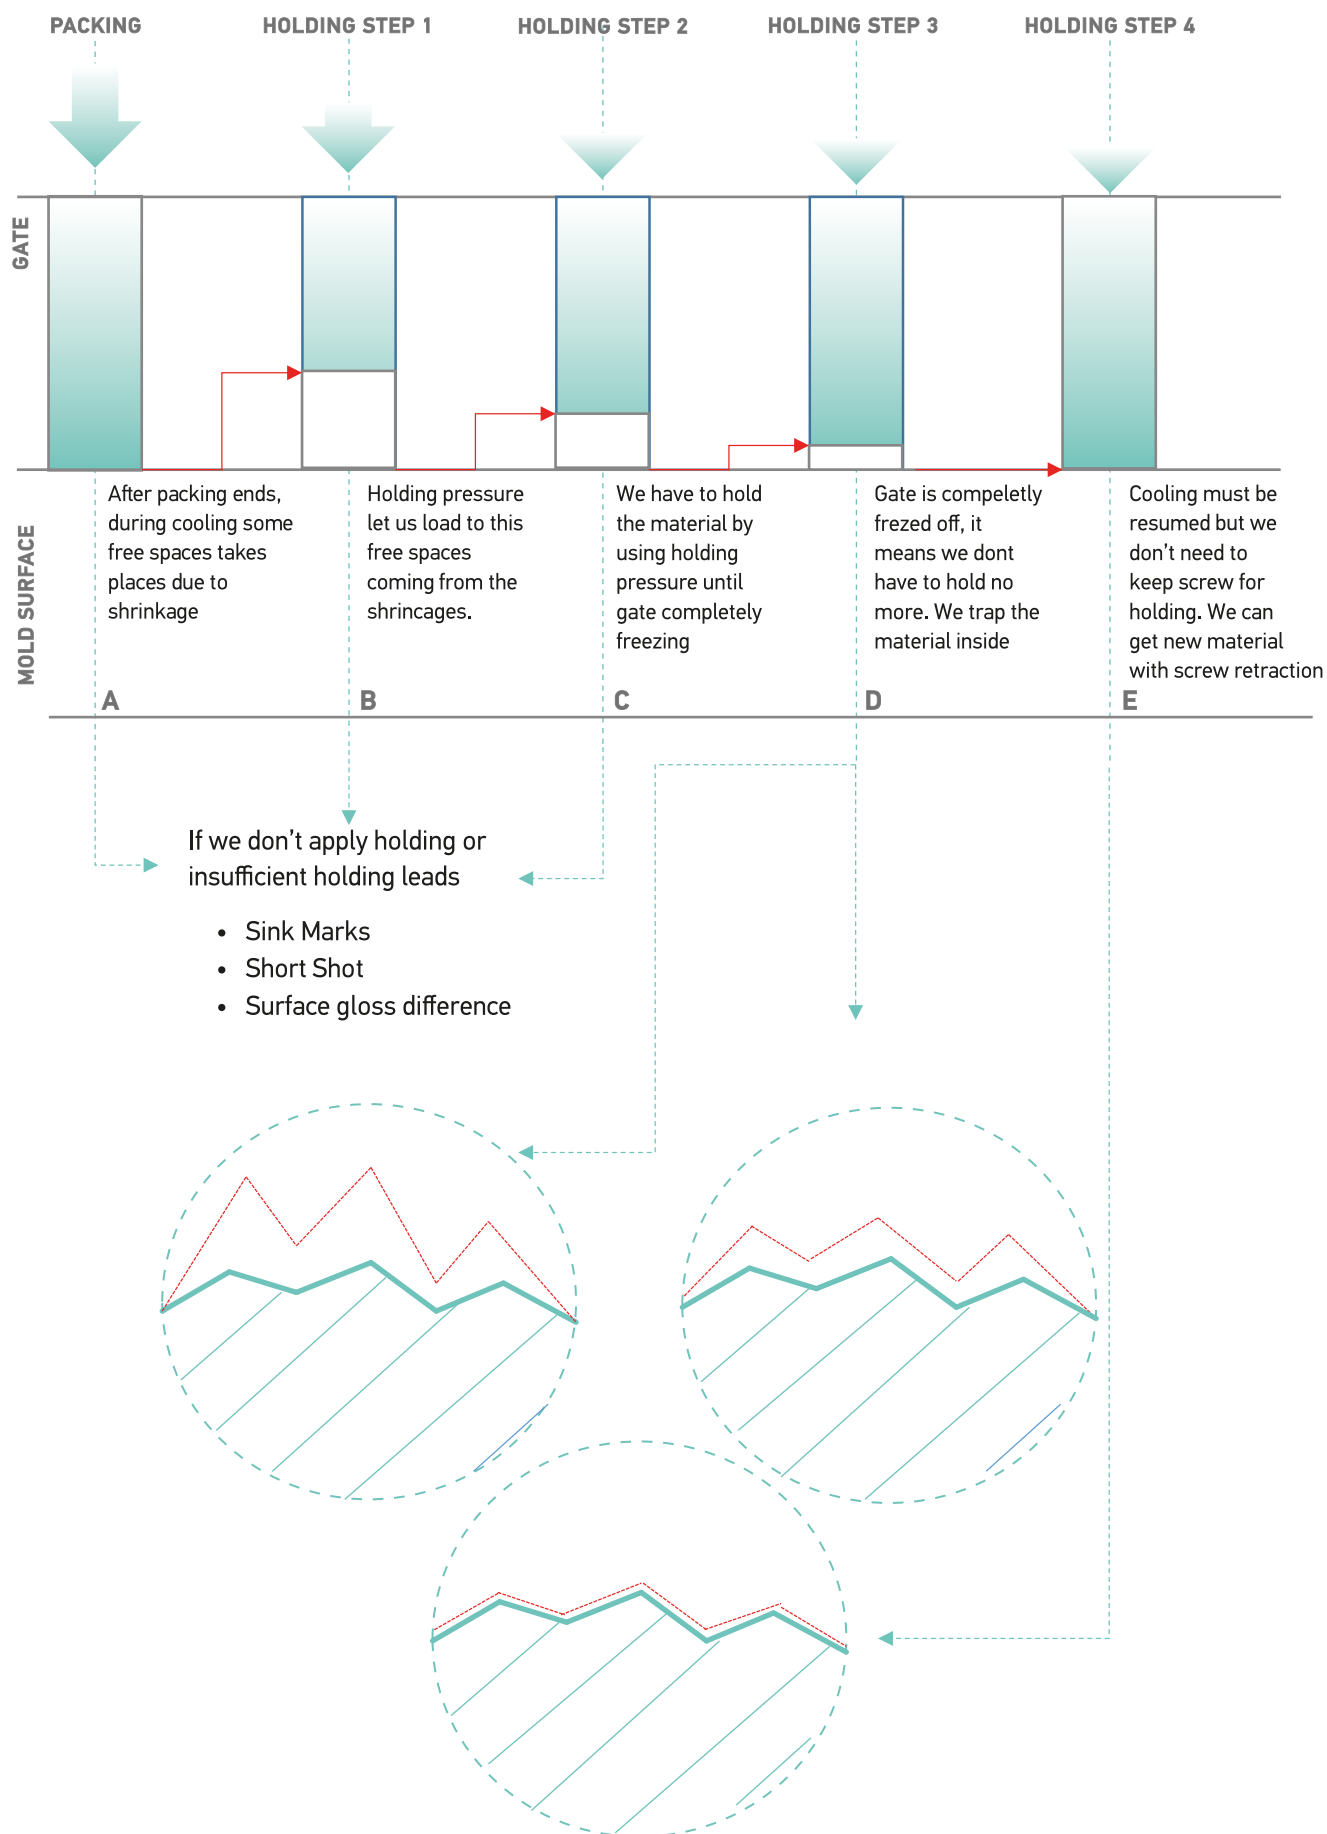 PACKING
HOLDING STEP 1
HOLDING STEP 2
HOLDING STEP 3
HOLDING STEP 4
GATE
MOLD SURFACE
After packing ends,
during cooling some
free spaces takes
places due to
shrinkage
A
Holding pressure
let us load to this
free spaces
coming from the
shrincages.
B
We have to hold
the material by
using holding
pressure until
gate completely
freezing
C
Gate is compeletly
frezed off, it
means we dont
have to hold no
more. We trap the
material inside
D
Cooling must be
resumed but we
don’t need to
keep screw for
holding. We can
get new material
with screw retraction
E
If we don’t apply holding or
insufficient holding leads
• Sink Marks
• Short Shot
• Surface gloss difference